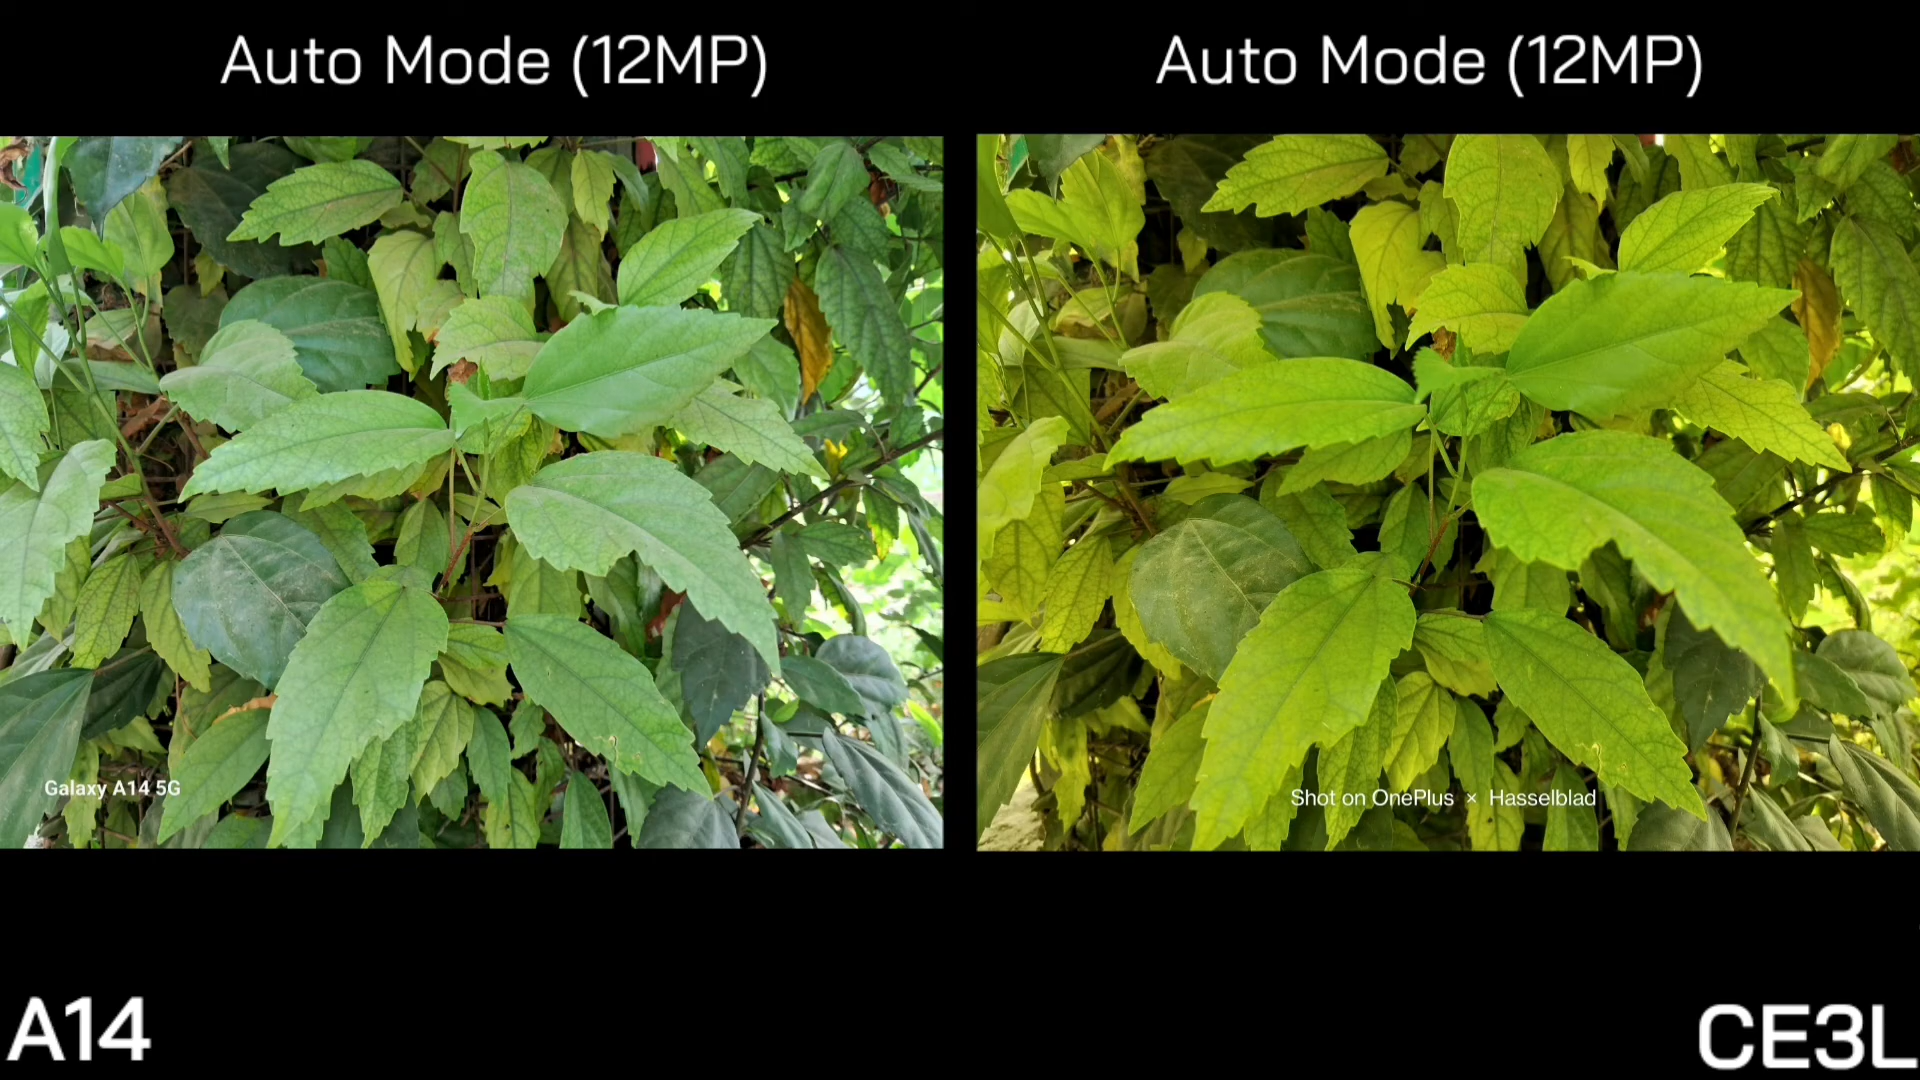 Auto Mode (12MP)
Auto Mode (12MP)
Galaxy A14 5G
Shot on OnePlus × Hasselblad
A14
CE3L